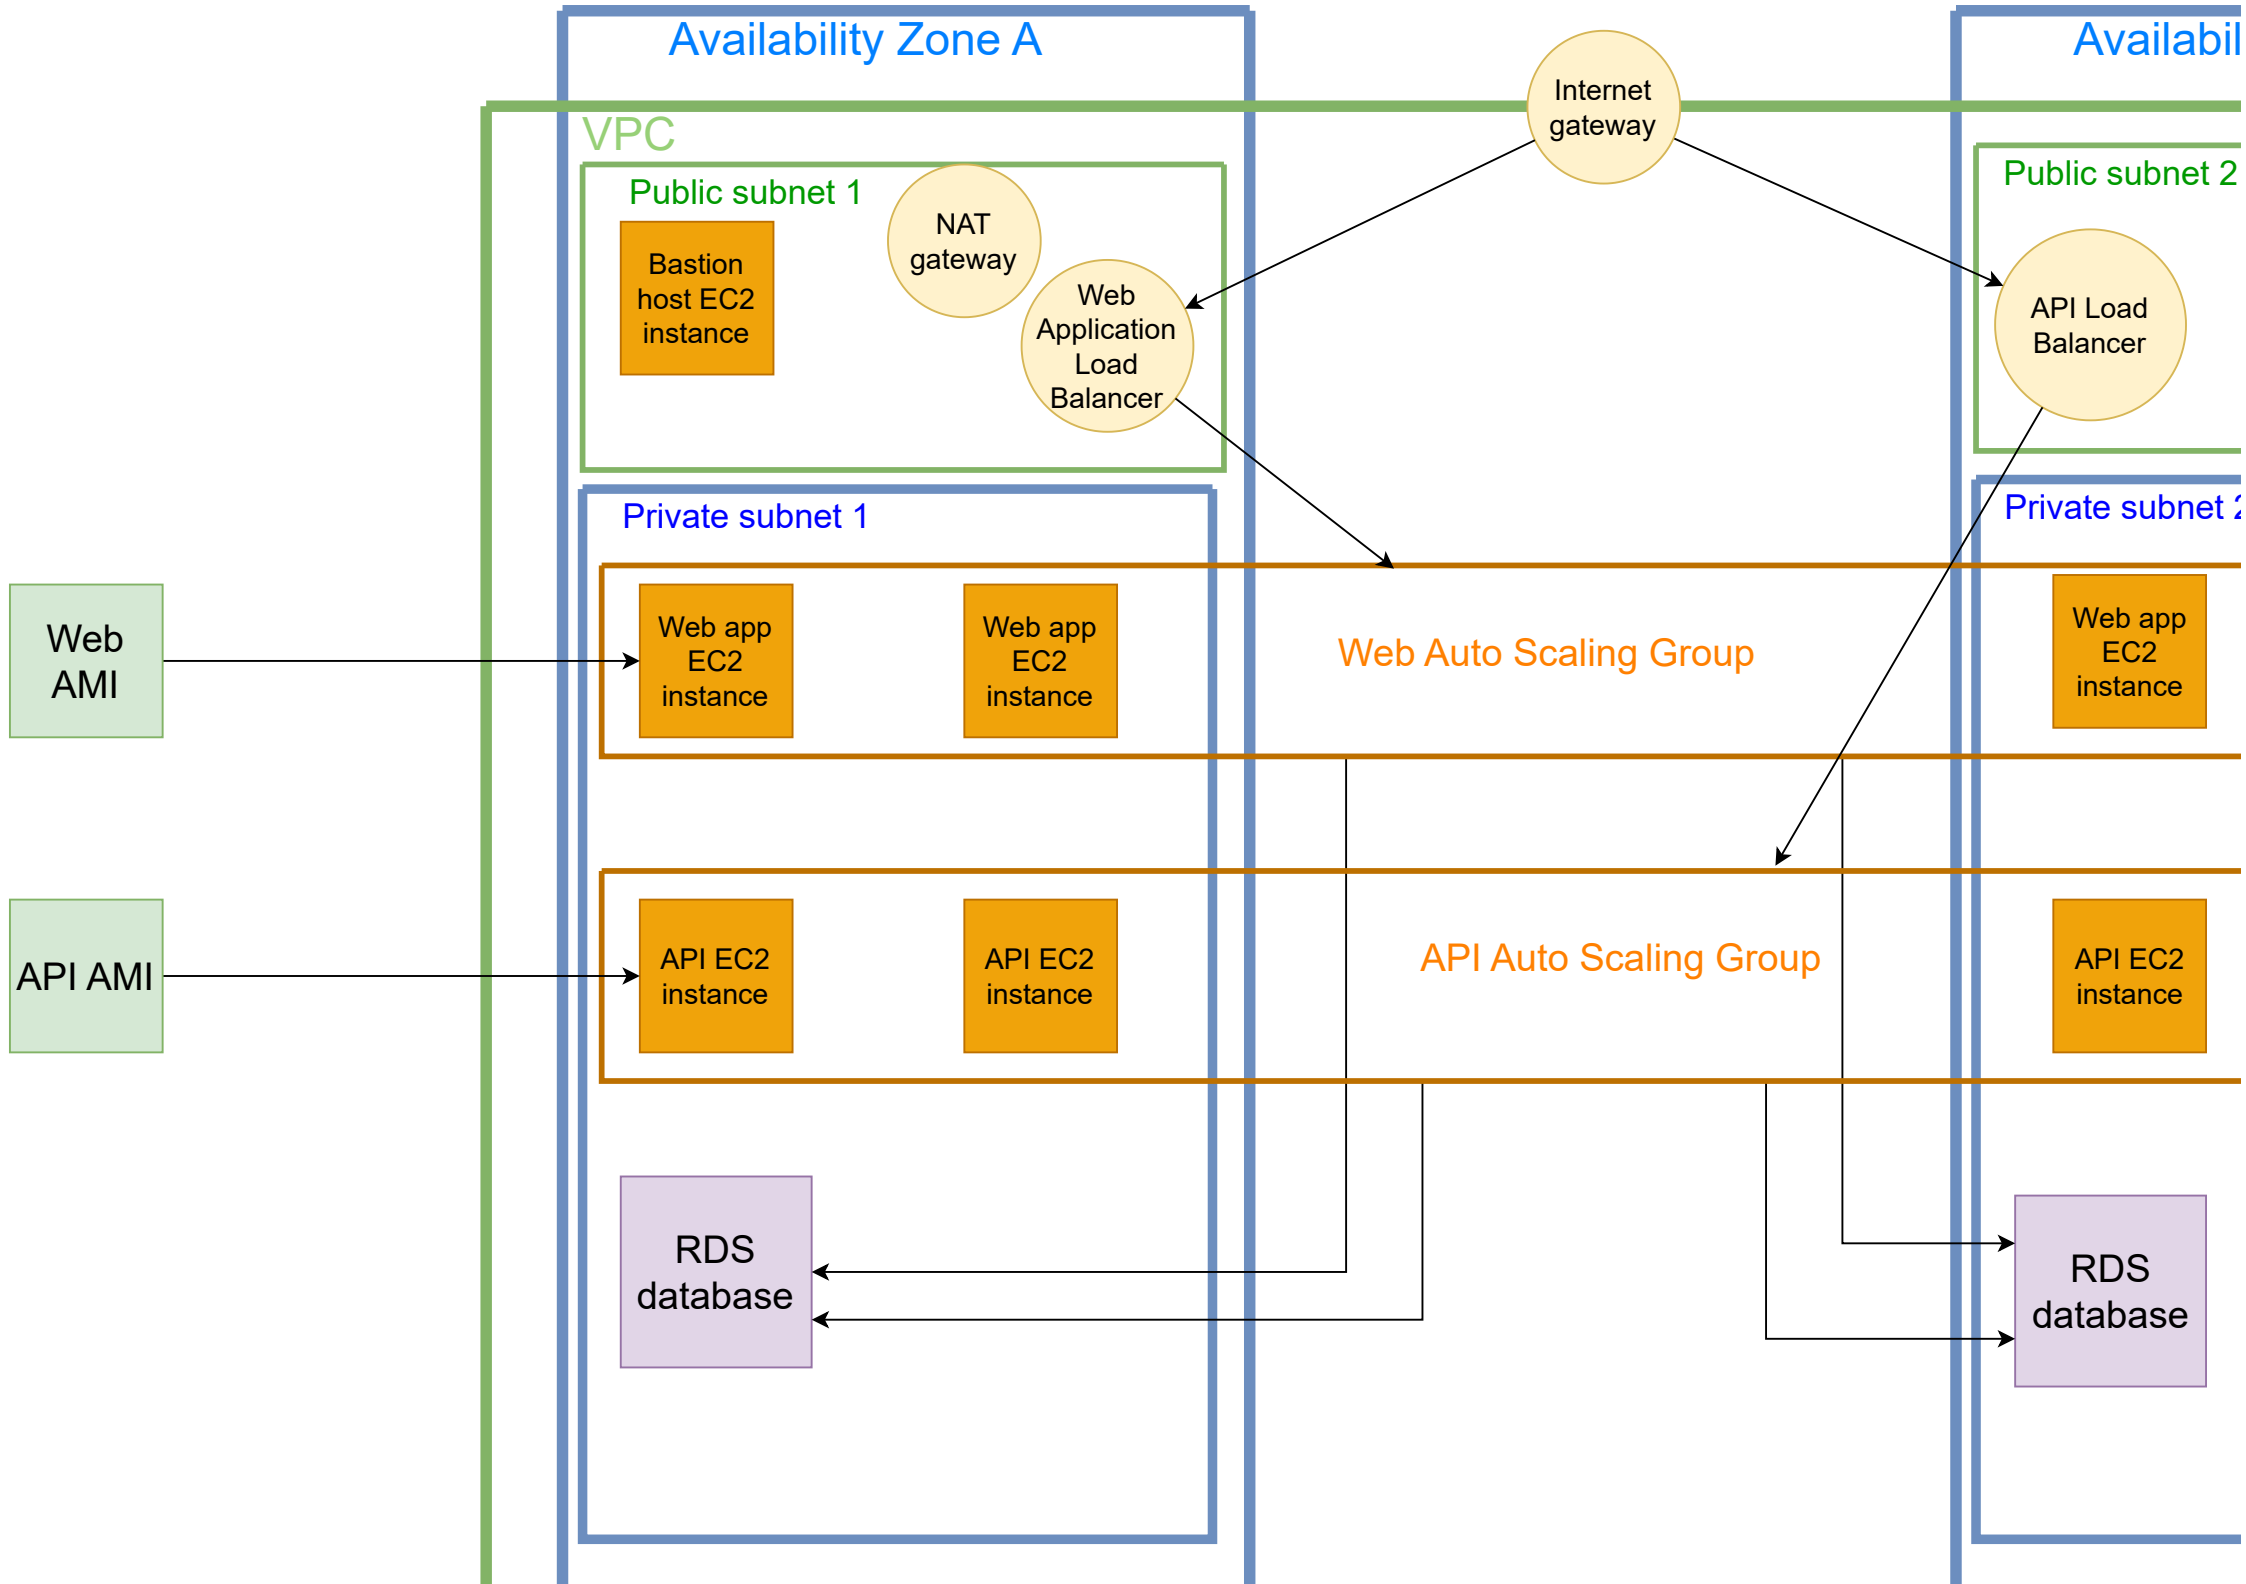 Availability Zone A
Availabil
Internet
gateway
VPC
Public subnet 1
Public subnet 2
NAT
gateway
Bastion
host EC2
instance
Web
Application
Load
Balancer
API Load
Balancer
Private subnet 1
Private subnet 2
Web
AMI
Web app
EC2
instance
Web app
EC2
instance
Web Auto Scaling Group
Web app
EC2
instance
API AMI
API EC2
instance
API EC2
instance
API Auto Scaling Group
API EC2
instance
RDS
database
RDS
database